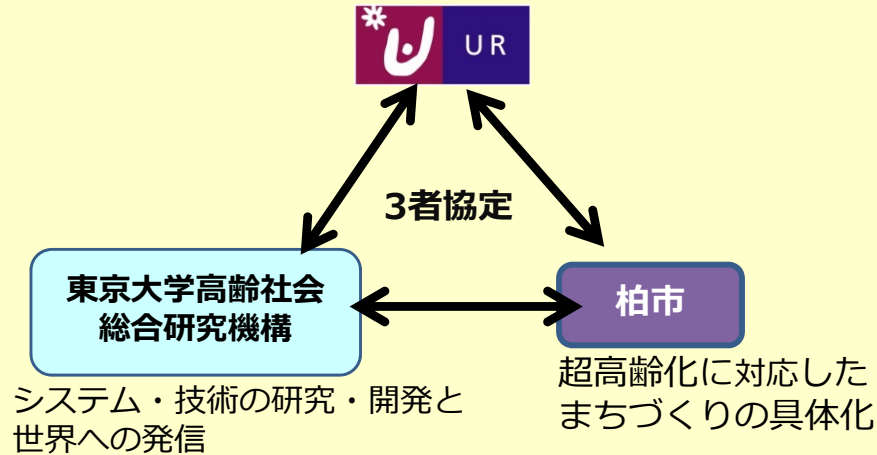 UR
3者協定
東京大学高齢社会
総合研究機構
柏市
システム・技術の研究・開発と
世界への発信
超高齢化に対応した
まちづくりの具体化